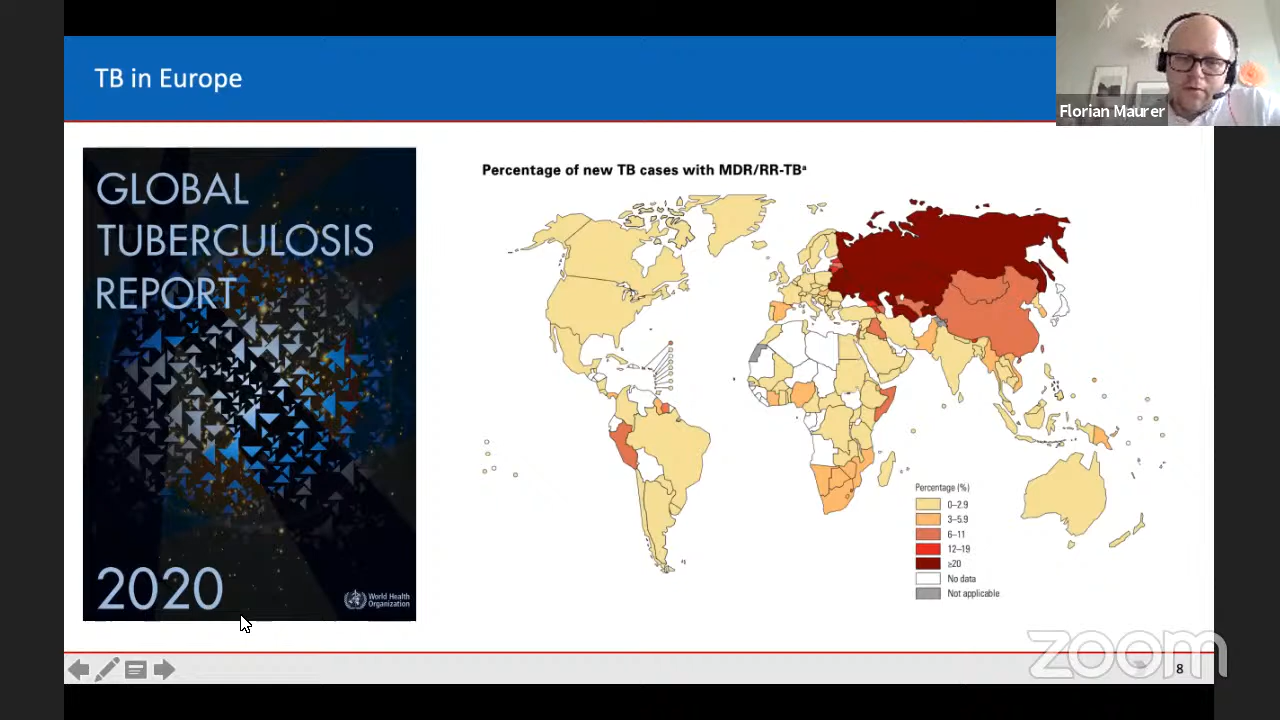 TB in Europe
Florian Maurer
GLOBAL
TUBERCULOSIS
REPORT
2020
World Health
Organization
Percentage of new TB cases with MDR/RR-TBᵃ
Percentage (%)
0–2.9
3–5.9
6–11
12–19
≥20
No data
Not applicable
zoom
8